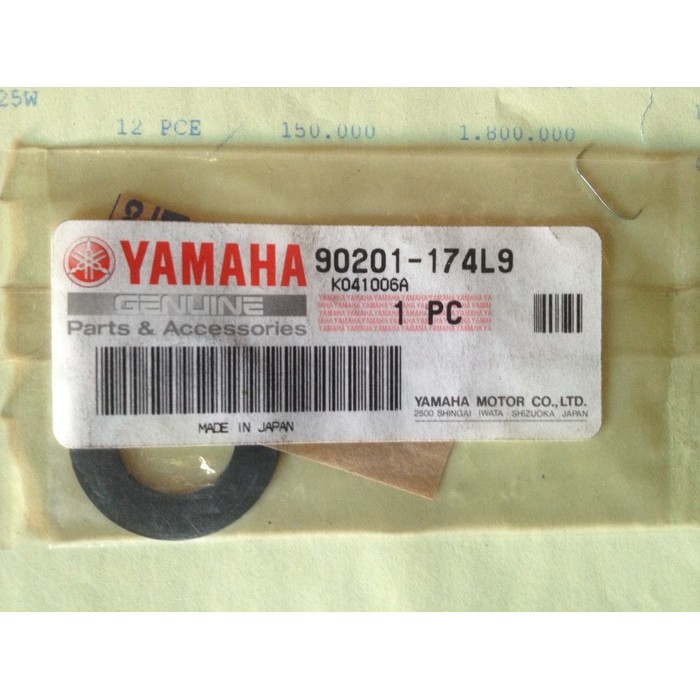 25W
12 PCE 150.000 1.800.000
YAMAHA 90201-174L9
GENUINE K041006A
Parts & Accessories 1 PC
YAMAHA MOTOR CO.,LTD.
2500 SHINGAI IWATA SHIZUOKA JAPAN
MADE IN JAPAN